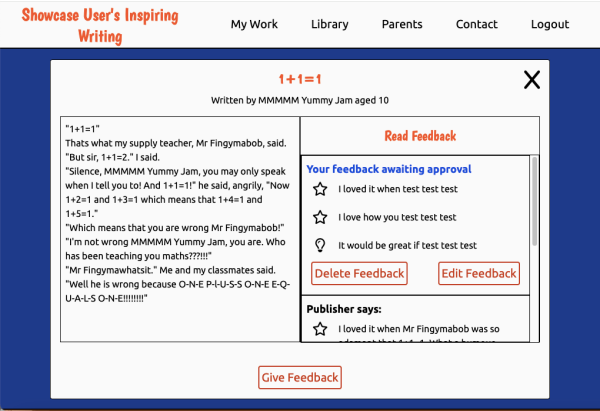 Showcase User's Inspiring
Writing
My Work
Library
Parents
Contact
Logout
1+1=1
X
Written by MMMMM Yummy Jam aged 10
"1+1=1"
Thats what my supply teacher, Mr Fingymabob, said.
"But sir, 1+1=2." I said.
"Silence, MMMMM Yummy Jam, you may only speak
when I tell you to! And 1+1=1!" he said, angrily, "Now
1+2=1 and 1+3=1 which means that 1+4=1 and
1+5=1."
"Which means that you are wrong Mr Fingymabob!"
"I'm not wrong MMMMM Yummy Jam, you are. Who
has been teaching you maths???!!!"
"Mr Fingymawhatsit." Me and my classmates said.
"Well he is wrong because O-N-E P-l-U-S-S O-N-E E-Q-
U-A-L-S O-N-E!!!!!!!!"
Read Feedback
Your feedback awaiting approval
I loved it when test test test
I love how you test test test
It would be great if test test test
Delete Feedback
Edit Feedback
Publisher says:
I loved it when Mr Fingymabob was so
Give Feedback